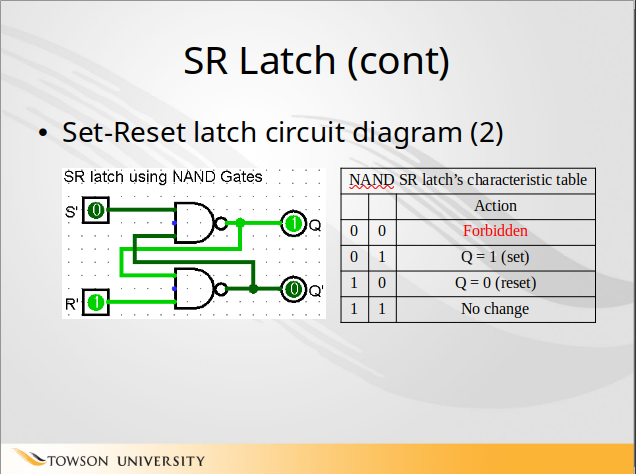 SR Latch (cont)
• Set-Reset latch circuit diagram (2)
SR latch using NAND Gates
S' 0
1 Q
R' 1
0 Q'
NAND SR latch’s characteristic table
Action
0 0 Forbidden
0 1 Q = 1 (set)
1 0 Q = 0 (reset)
1 1 No change
TOWSON UNIVERSITY